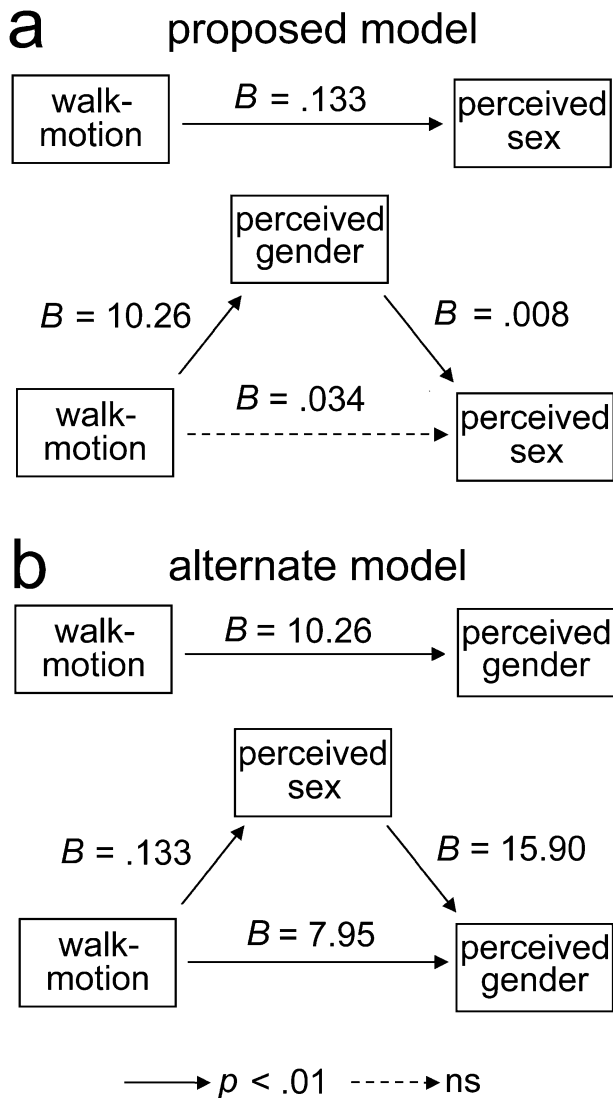 a proposed model
walk-
motion
B = .133
perceived
sex
perceived
gender
B = 10.26
B = .008
walk-
motion
B = .034
perceived
sex
b alternate model
walk-
motion
B = 10.26
perceived
gender
perceived
sex
B = .133
B = 15.90
walk-
motion
B = 7.95
perceived
gender
p < .01
ns